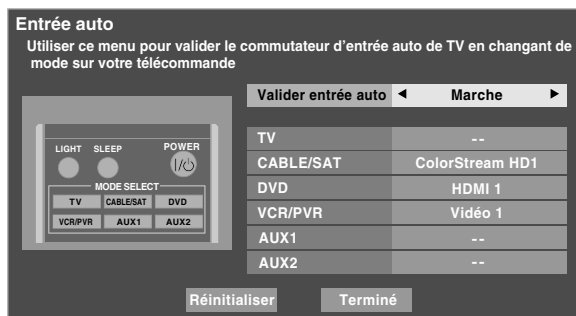 Entrée auto
Utiliser ce menu pour valider le commutateur d'entrée auto de TV en changant de
mode sur votre télécommande
Valider entrée auto ◄ Marche ►
LIGHT SLEEP POWER
MODE SELECT
TV CABLE/SAT DVD
VCR/PVR AUX1 AUX2
TV --
CABLE/SAT ColorStream HD1
DVD HDMI 1
VCR/PVR Vidéo 1
AUX1 --
AUX2 --
Réinitialiser Terminé